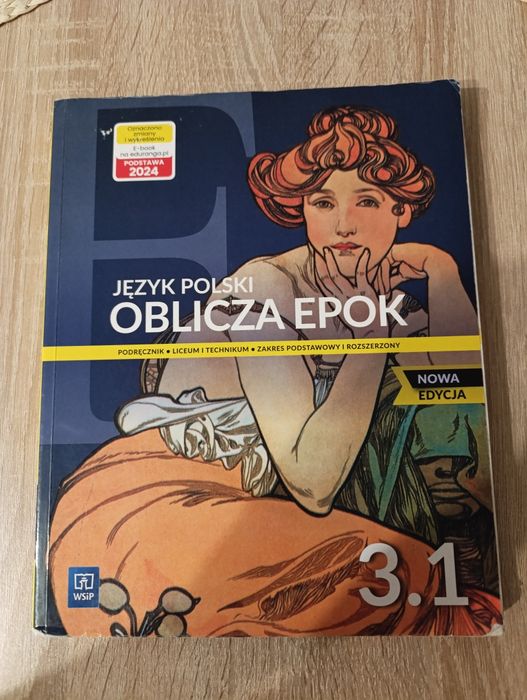 Oznaczono
zmiany
i wykreślenia
E-book
na eduranga.pl
PODSTAWA
2024
JĘZYK POLSKI
OBLICZA EPOK
PODRĘCZNIK • LICEUM I TECHNIKUM • ZAKRES PODSTAWOWY I ROZSZERZONY
NOWA
EDYCJA
3.1
WSiP